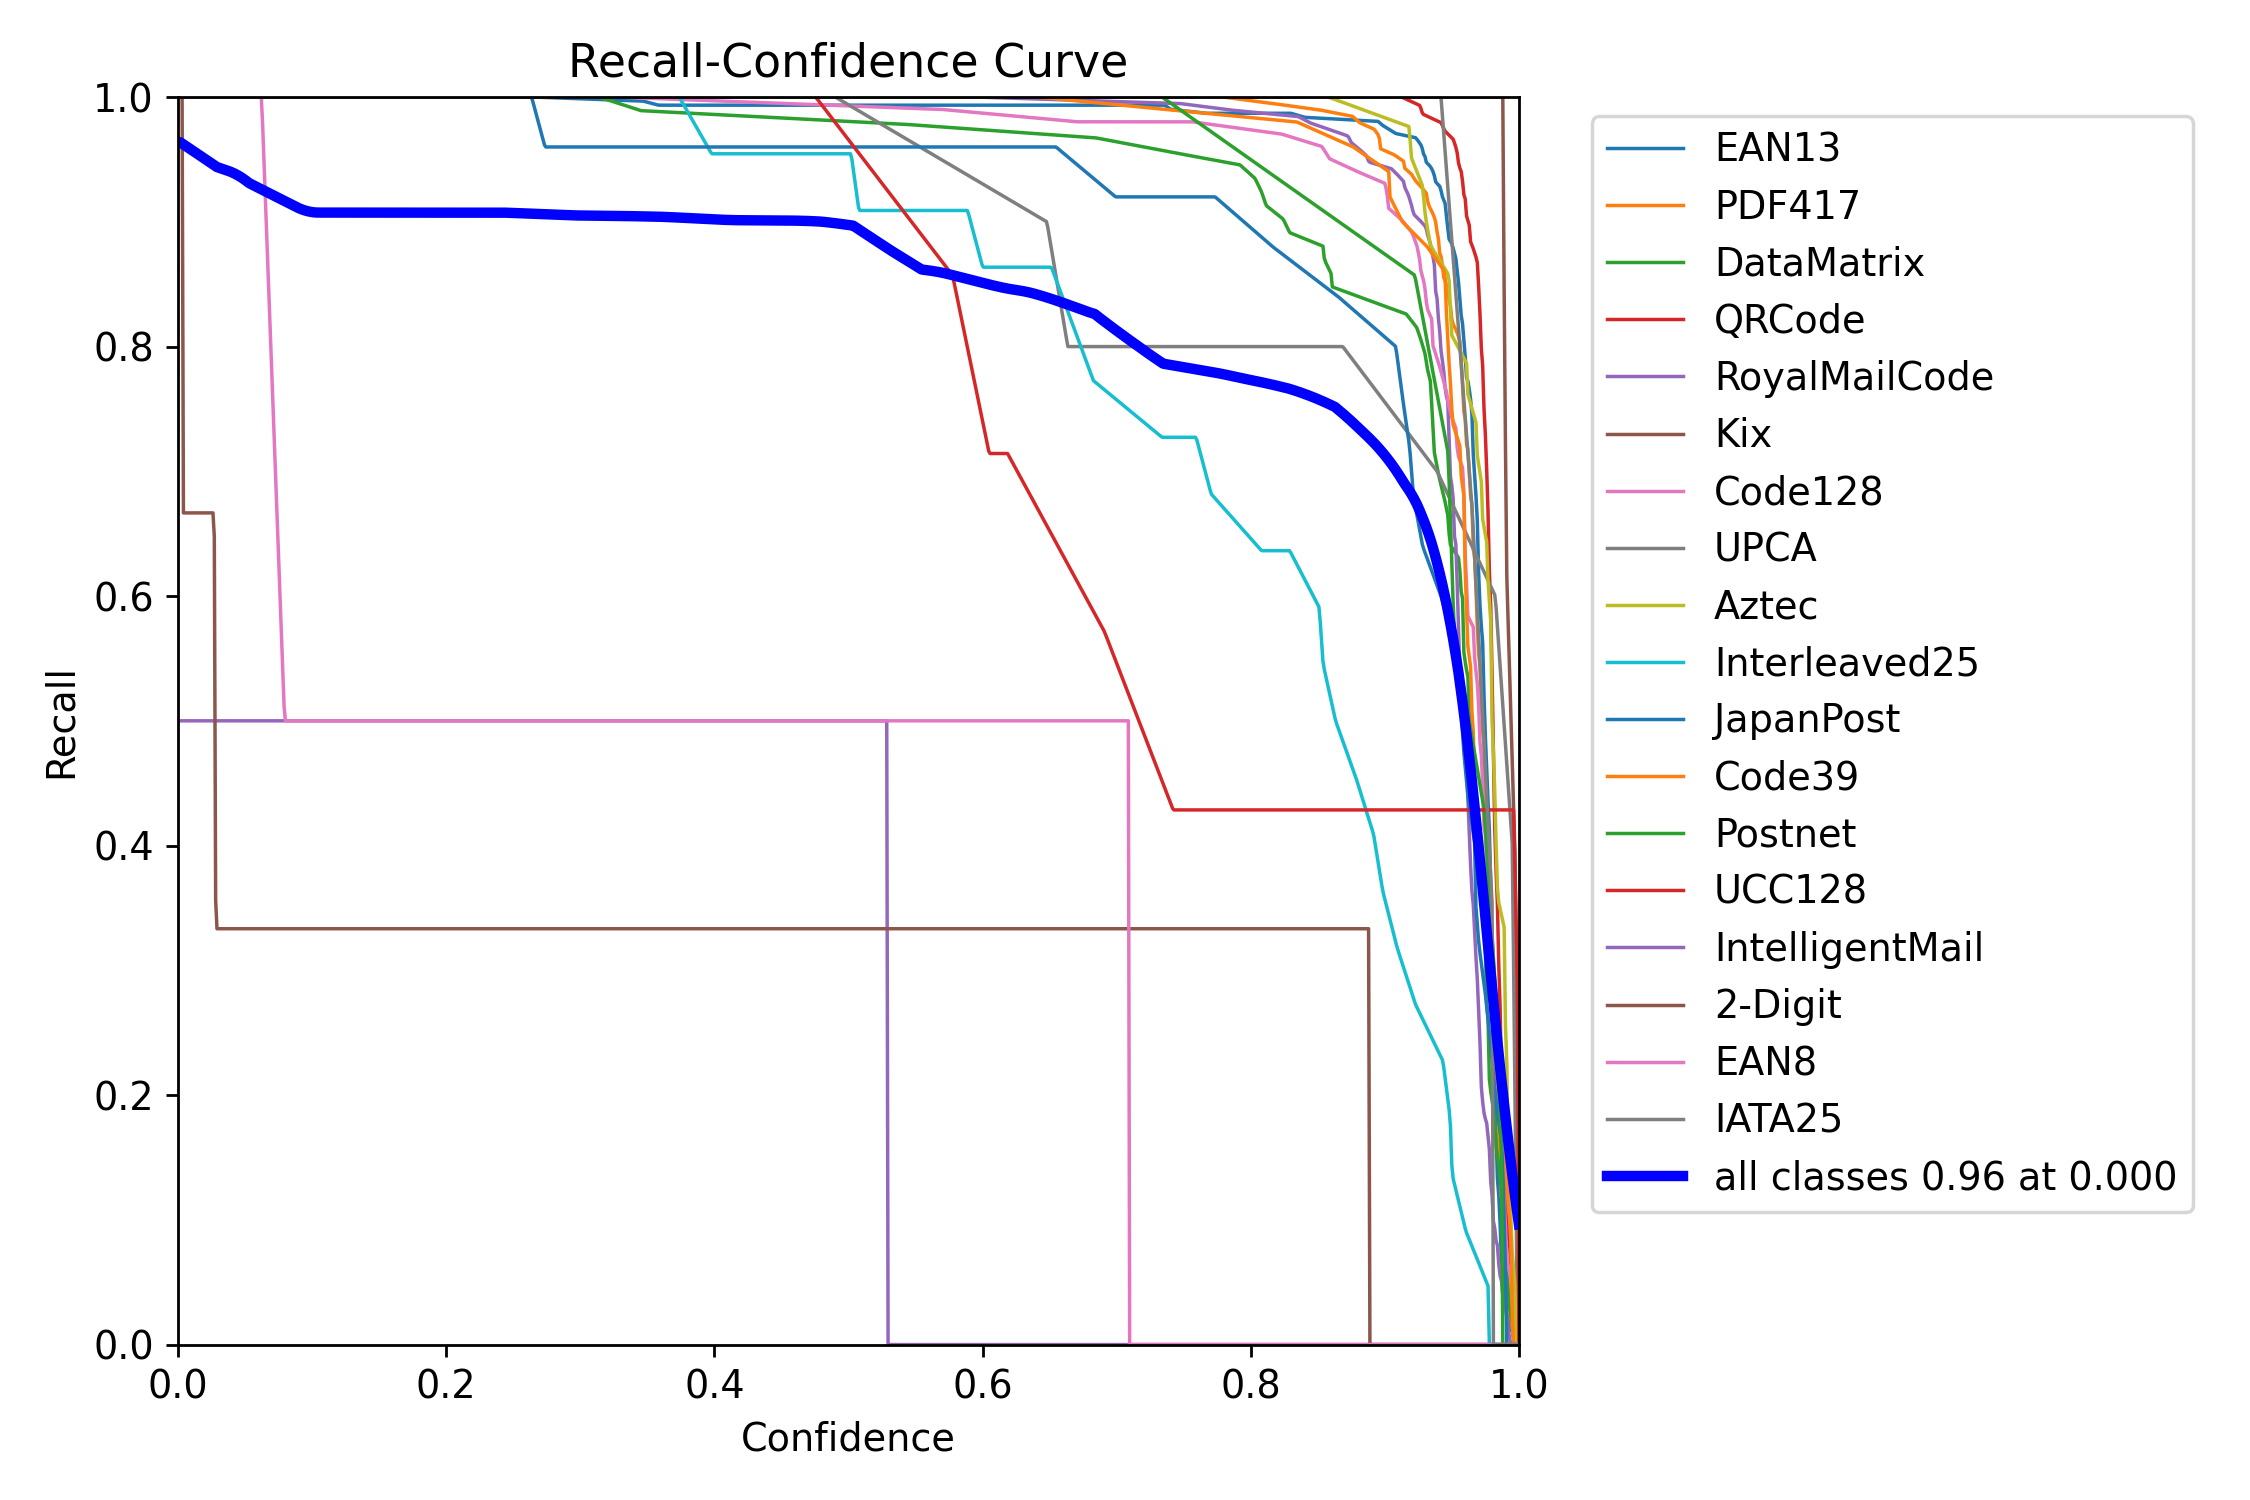 Recall-Confidence Curve
1.0
0.8
0.6
0.4
0.2
0.0
Recall
0.0 0.2 0.4 0.6 0.8 1.0
Confidence
EAN13
PDF417
DataMatrix
QRCode
RoyalMailCode
Kix
Code128
UPCA
Aztec
Interleaved25
JapanPost
Code39
Postnet
UCC128
IntelligentMail
2-Digit
EAN8
IATA25
all classes 0.96 at 0.000